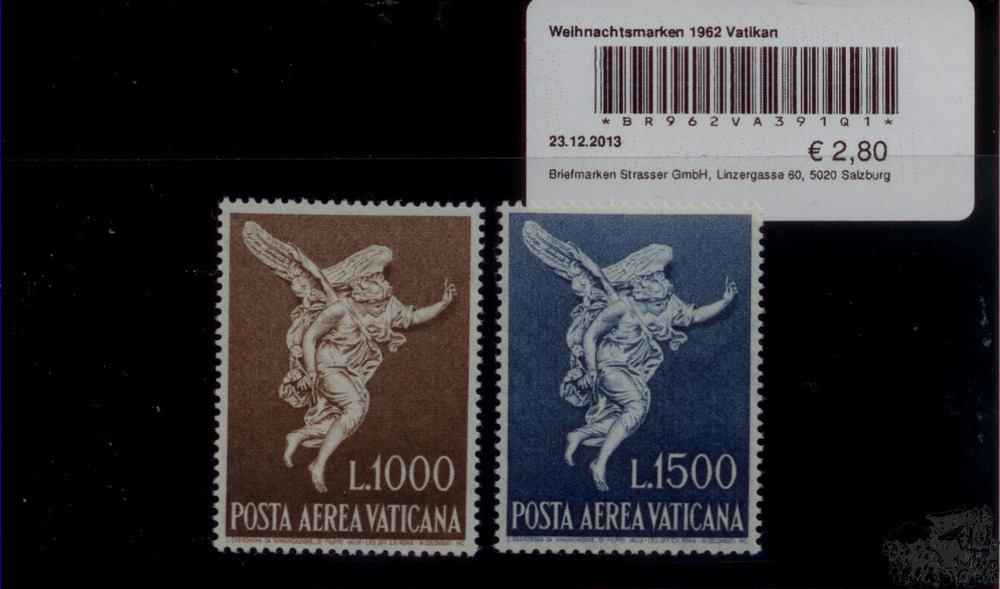 Weihnachtsmarken 1962 Vatikan
*BR962VA391Q1*
23.12.2013
€ 2,80
Briefmarken Strasser GmbH, Linzergasse 60, 5020 Salzburg
L.1000
POSTA AEREA VATICANA
L.1500
POSTA AEREA VATICANA